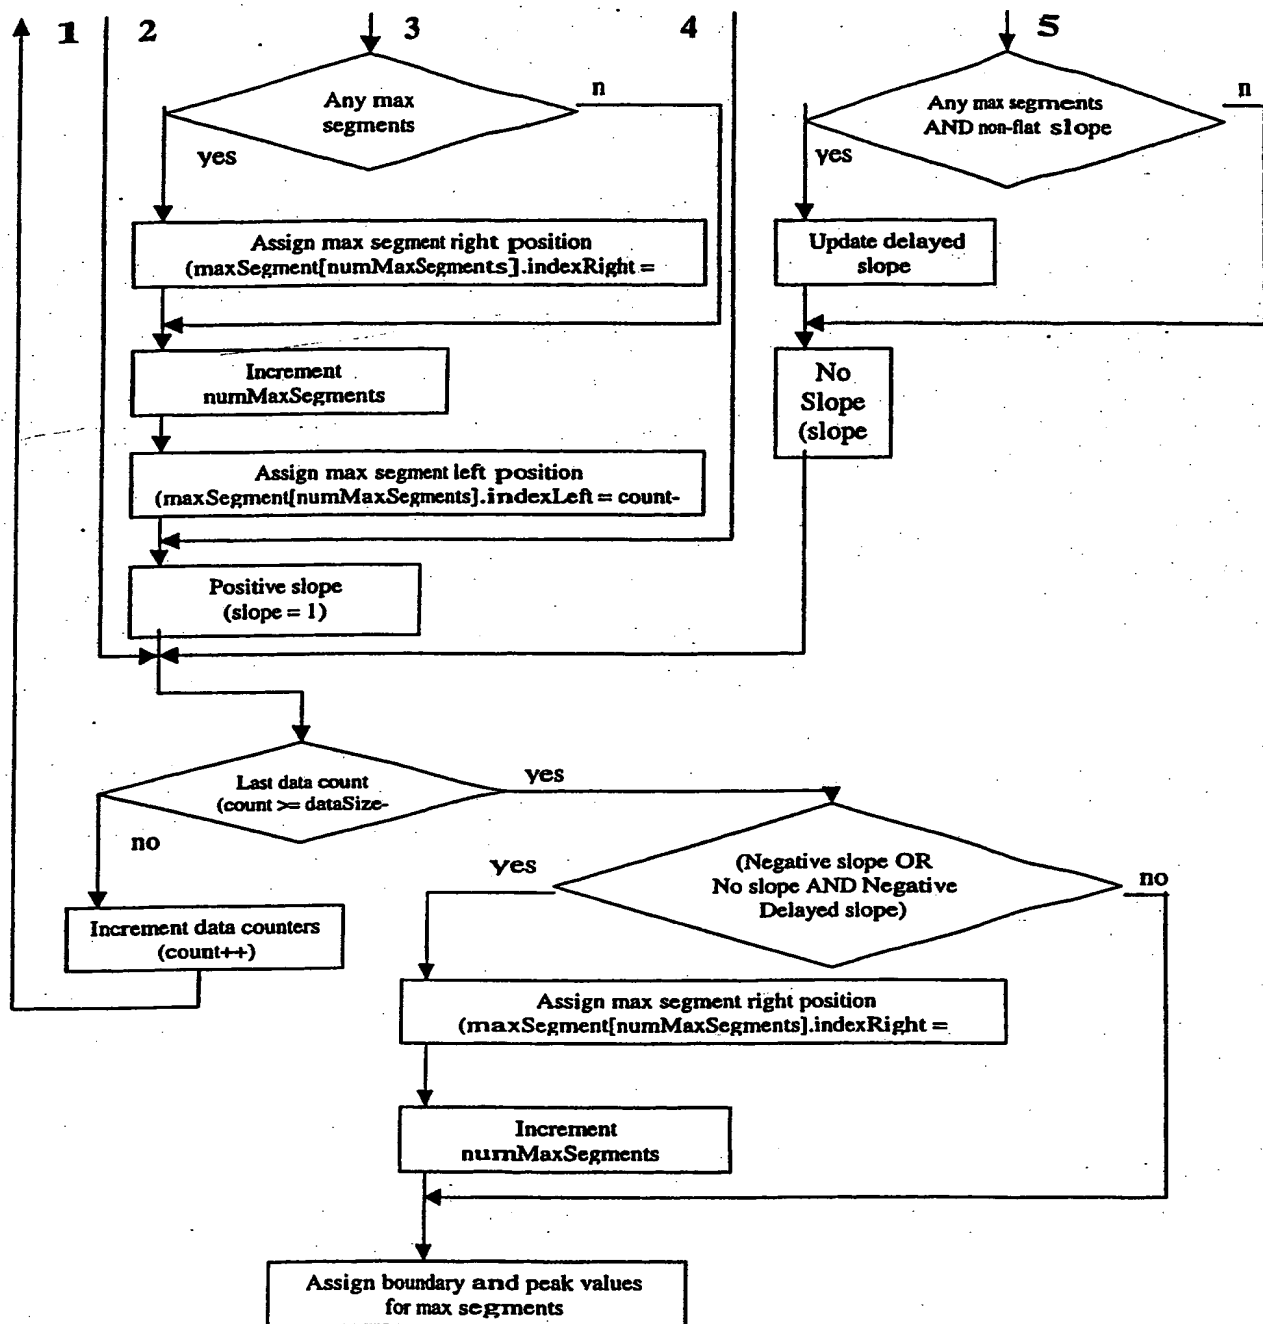 1 2 3 4 5
Any max
segments
n
yes
Any max segments
AND non-flat slope
n
yes
Assign max segment right position
(maxSegment[numMaxSegments].indexRight =
Update delayed
slope
Increment
numMaxSegments
No
Slope
(slope
Assign max segment left position
(maxSegment[numMaxSegments].indexLeft = count-
Positive slope
(slope = 1)
Last data count
(count >= dataSize-
yes
no
(Negative slope OR
No slope AND Negative
Delayed slope)
yes
no
Increment data counters
(count++)
Assign max segment right position
(maxSegment[numMaxSegments].indexRight =
Increment
numMaxSegments
Assign boundary and peak values
for max segments